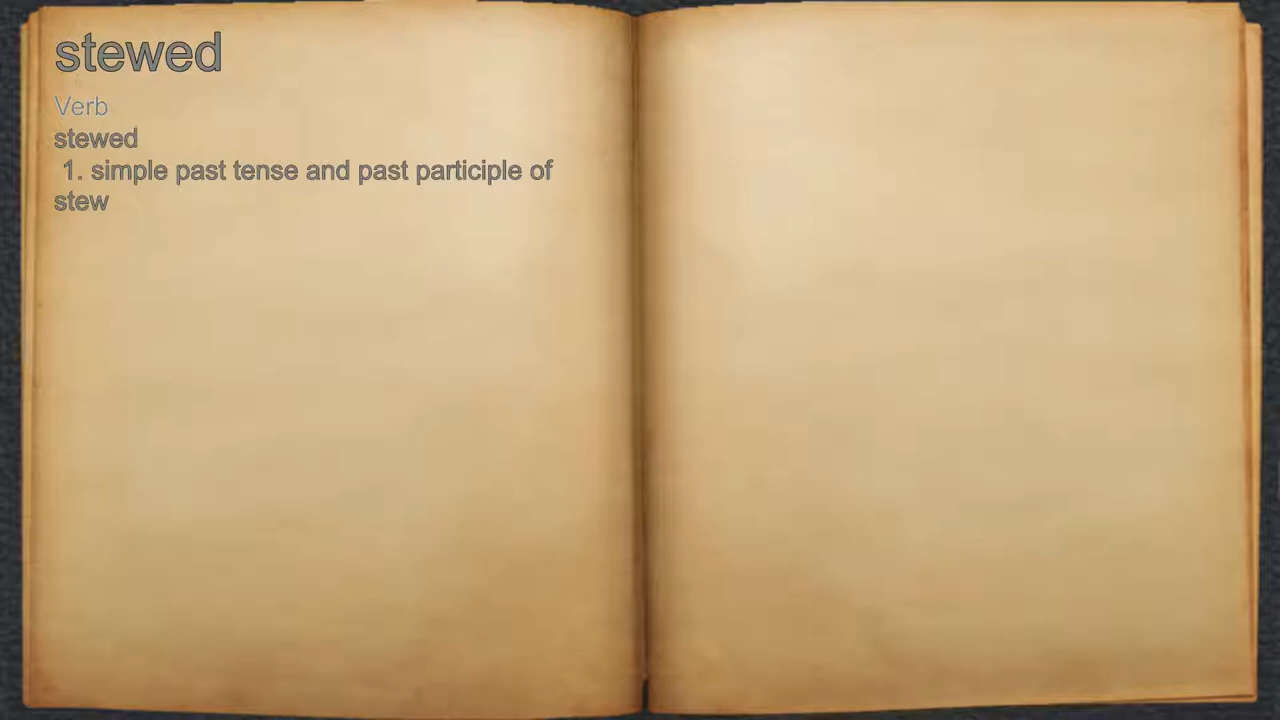 stewed
Verb
stewed
1. simple past tense and past participle of
stew